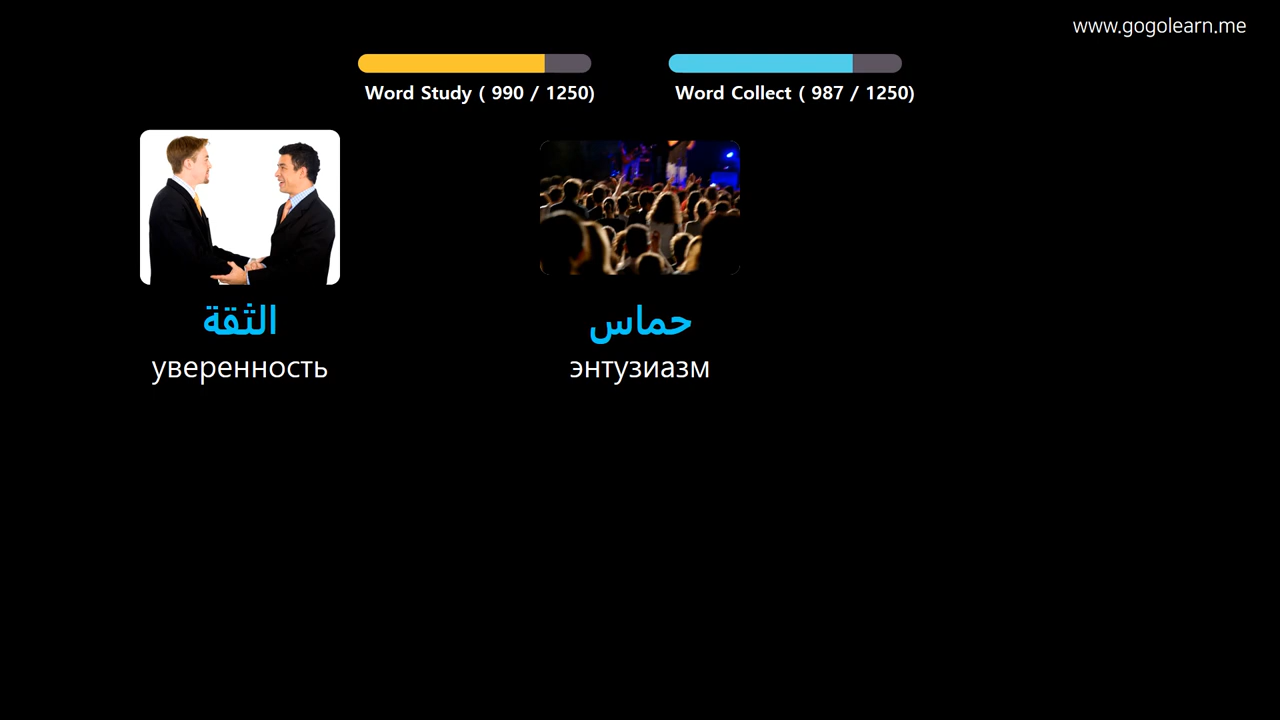 www.gogolearn.me
Word Study ( 990 / 1250)
Word Collect ( 987 / 1250)
الثقة
уверенность
حماس
энтузиазм